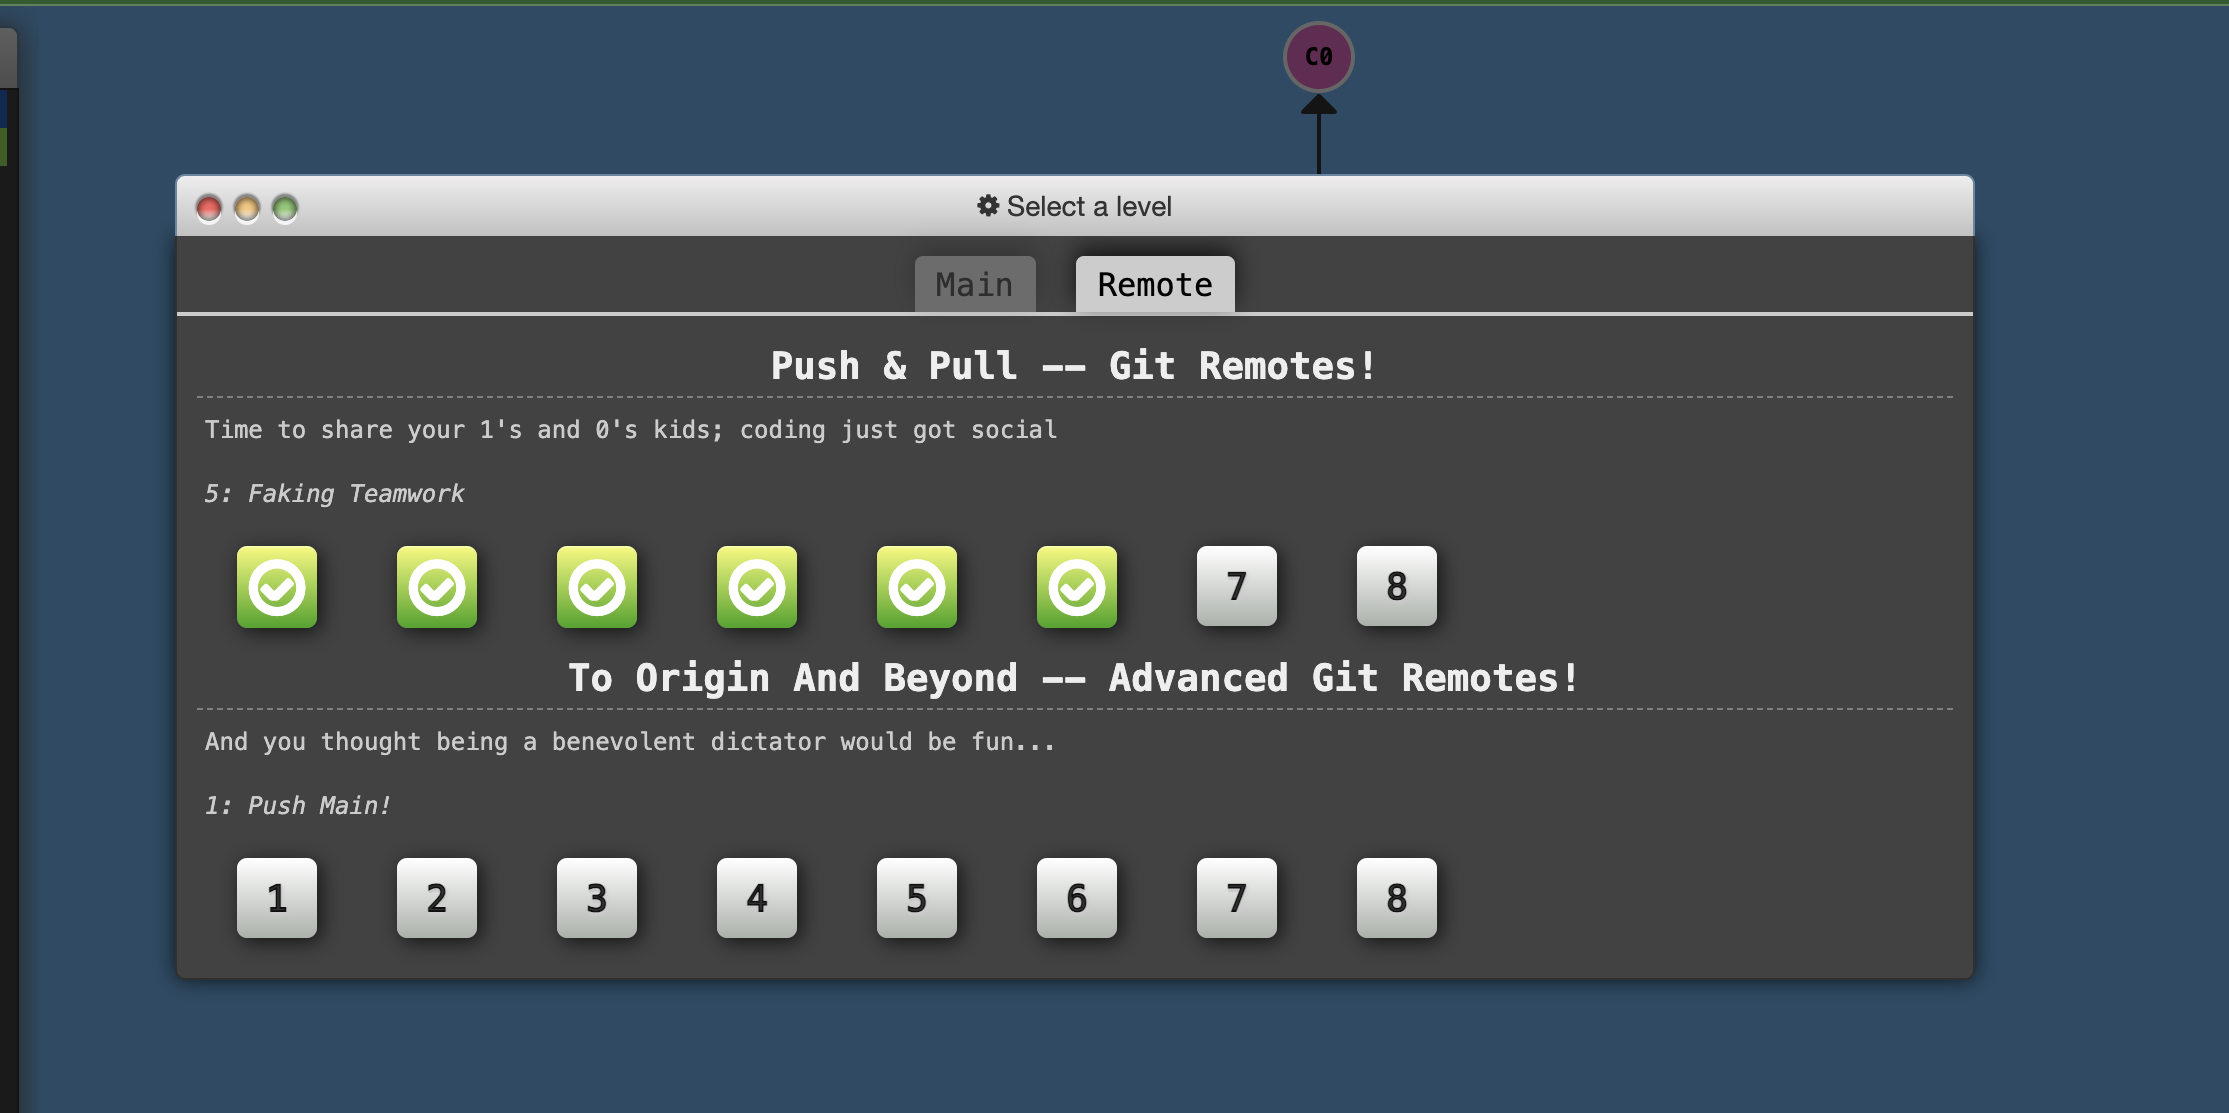 C0
Select a level
Main Remote
Push & Pull -- Git Remotes!
Time to share your 1's and 0's kids; coding just got social
5: Faking Teamwork
7 8
To Origin And Beyond -- Advanced Git Remotes!
And you thought being a benevolent dictator would be fun...
1: Push Main!
1 2 3 4 5 6 7 8